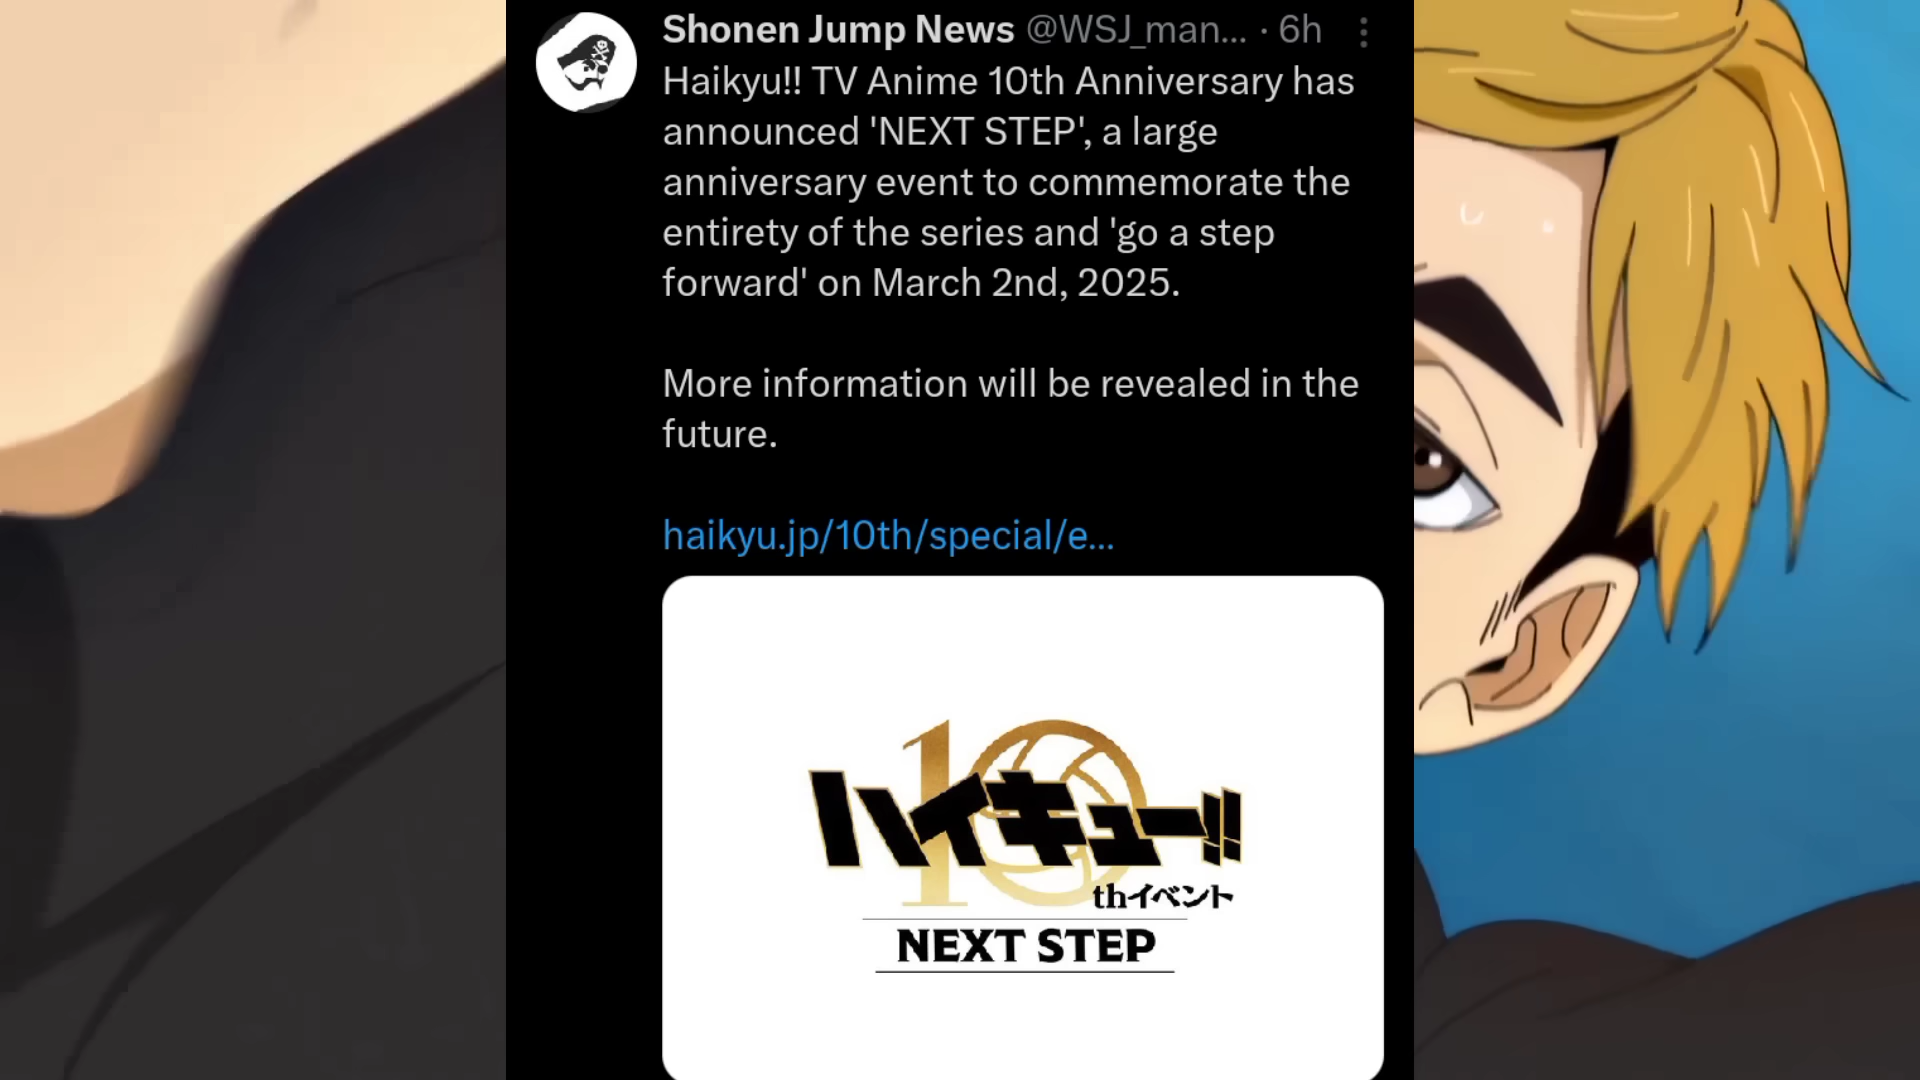 Shonen Jump News @WSJ_man... · 6h
Haikyu!! TV Anime 10th Anniversary has
announced 'NEXT STEP', a large
anniversary event to commemorate the
entirety of the series and 'go a step
forward' on March 2nd, 2025.
More information will be revealed in the
future.
haikyu.jp/10th/special/e...
10
ハイキュー!!
thイベント
NEXT STEP